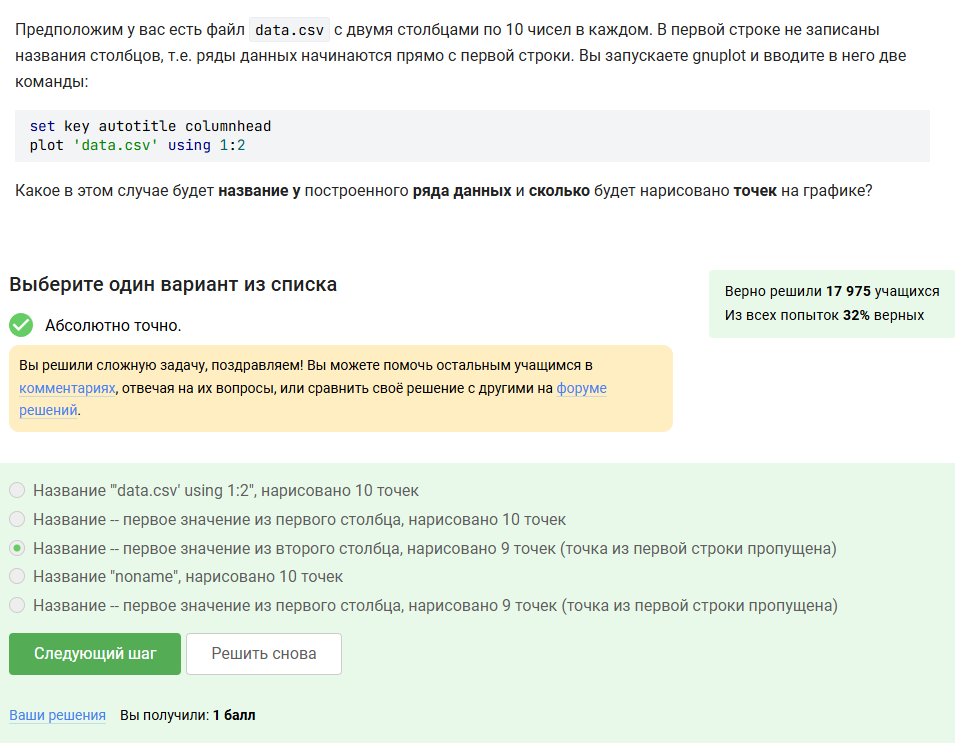 Предположим у вас есть файл data.csv с двумя столбцами по 10 чисел в каждом. В первой строке не записаны
названия столбцов, т.е. ряды данных начинаются прямо с первой строки. Вы запускаете gnuplot и вводите в него две
команды:
set key autotitle columnhead
plot 'data.csv' using 1:2
Какое в этом случае будет название у построенного ряда данных и сколько будет нарисовано точек на графике?
Выберите один вариант из списка
Верно решили 17 975 учащихся
Из всех попыток 32% верных
Абсолютно точно.
Вы решили сложную задачу, поздравляем! Вы можете помочь остальным учащимся в
комментариях, отвечая на их вопросы, или сравнить своё решение с другими на форуме
решений.
Название "'data.csv' using 1:2", нарисовано 10 точек
Название -- первое значение из первого столбца, нарисовано 10 точек
Название -- первое значение из второго столбца, нарисовано 9 точек (точка из первой строки пропущена)
Название "noname", нарисовано 10 точек
Название -- первое значение из первого столбца, нарисовано 9 точек (точка из первой строки пропущена)
Следующий шаг
Решить снова
Ваши решения Вы получили: 1 балл